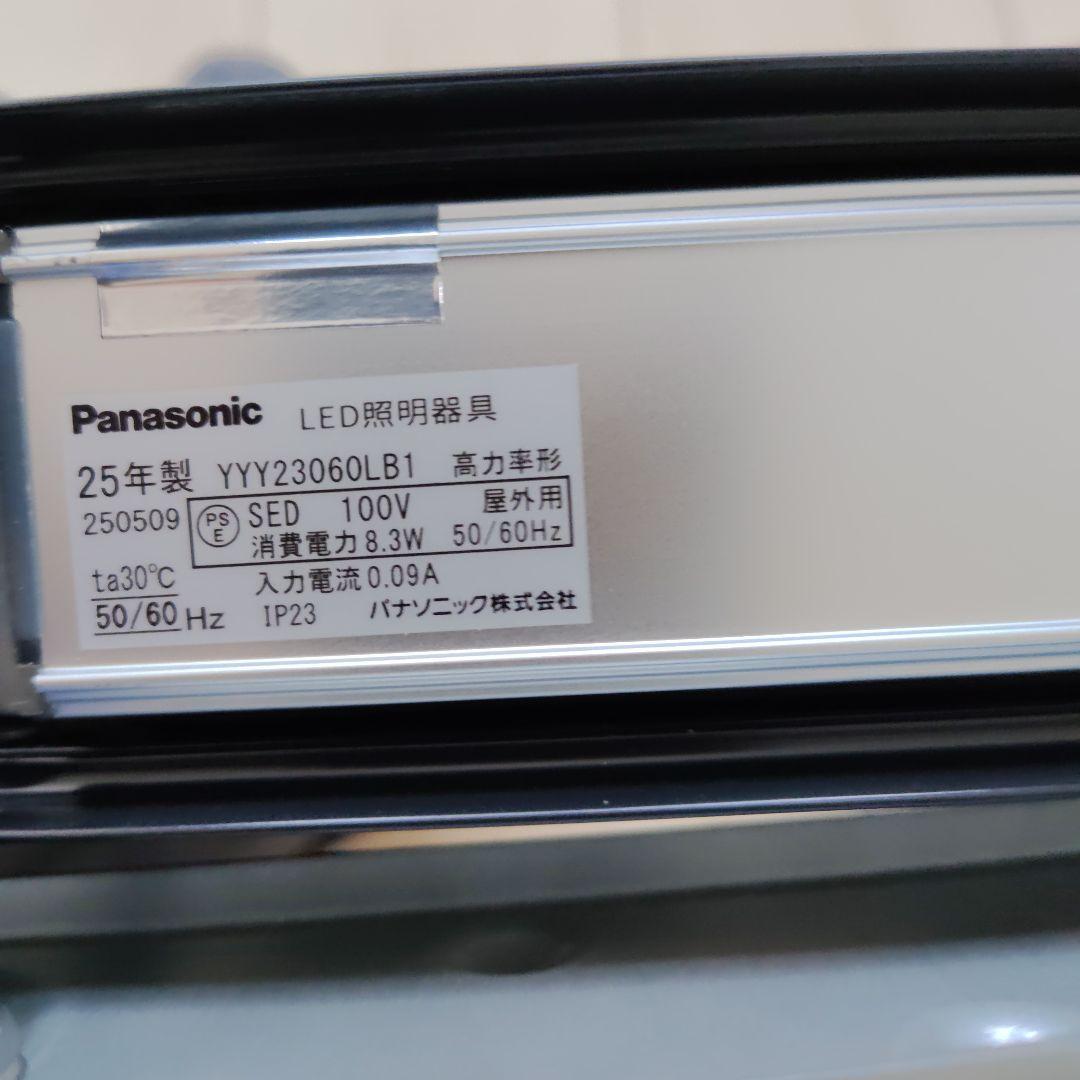 Panasonic LED照明器具
25年製 YYY23060LB1 高力率形
250509 PS E SED 100V 屋外用
消費電力 8.3W 50/60Hz
ta30℃ 入力電流 0.09A
50/60 Hz IP23 パナソニック株式会社